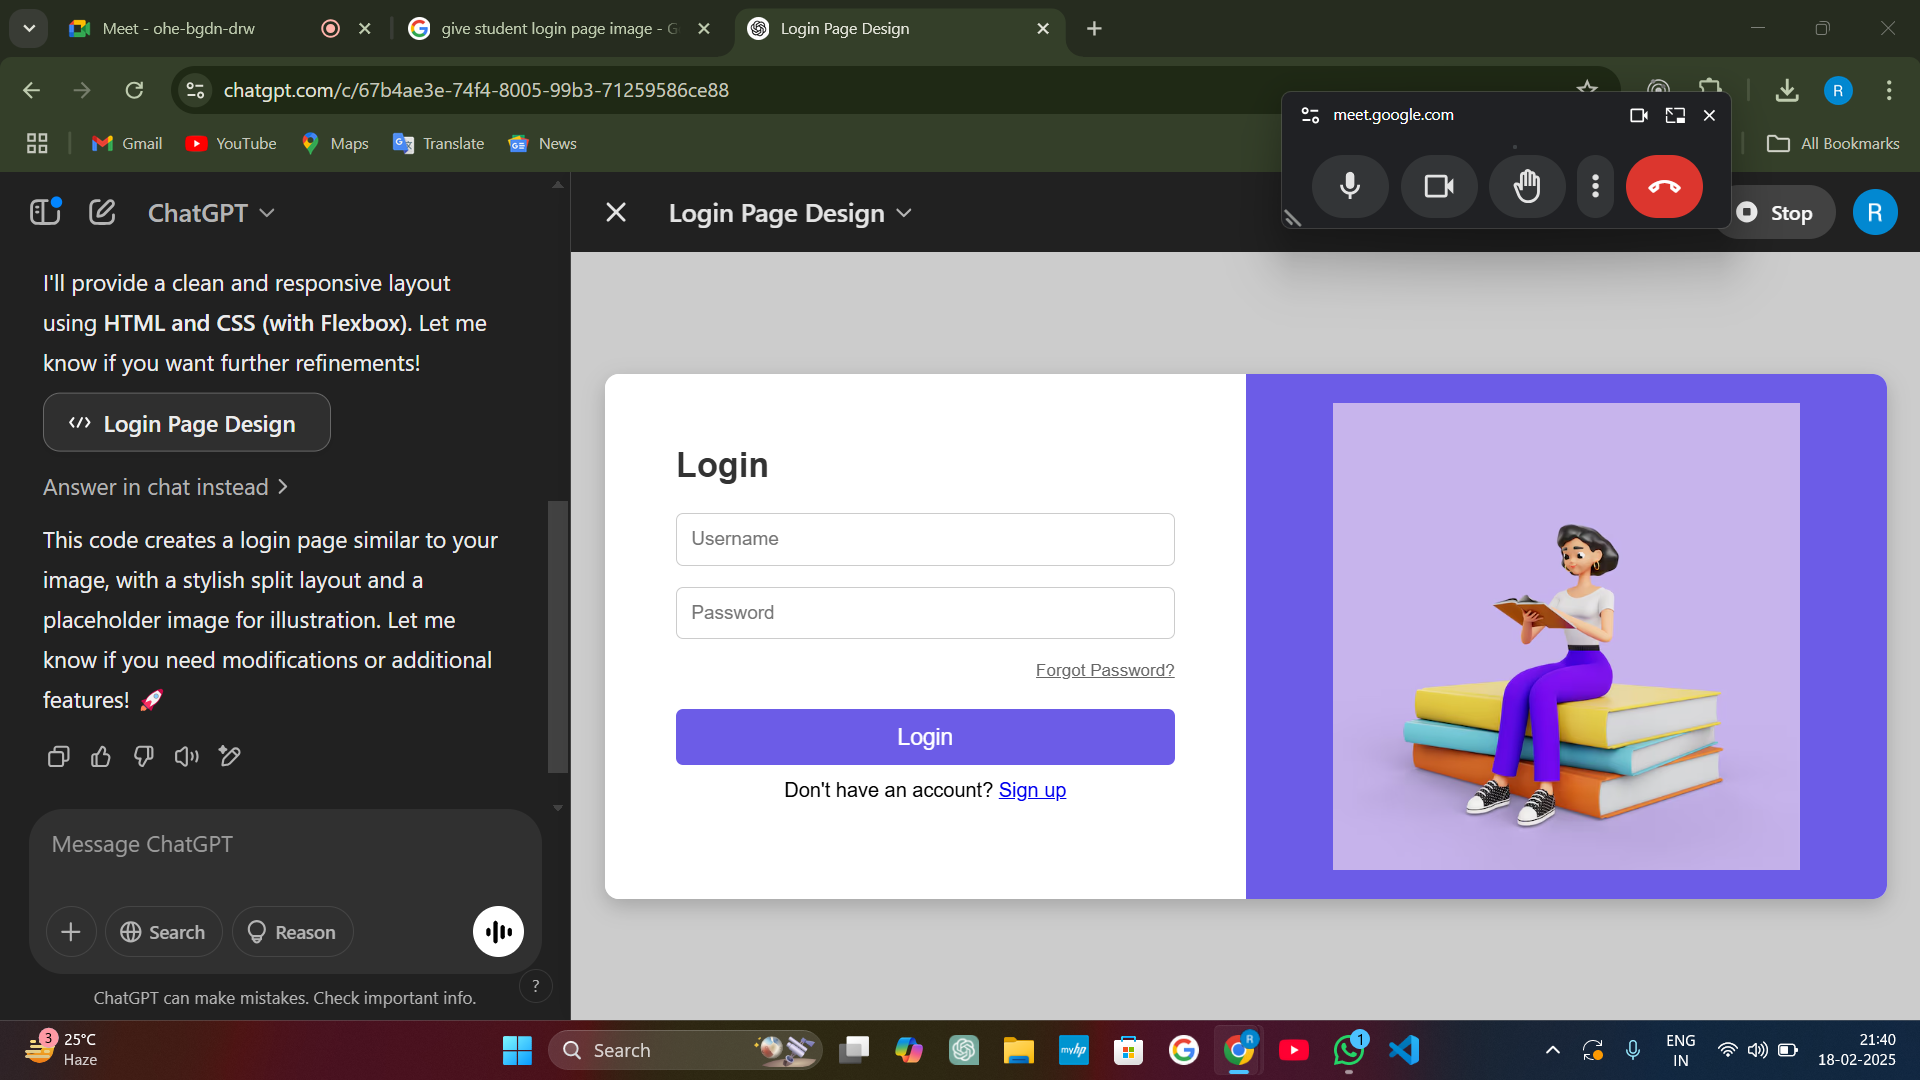 Meet - ohe-bgdn-drw
give student login page image - G
Login Page Design
chatgpt.com/c/67b4ae3e-74f4-8005-99b3-71259586ce88
R
Gmail
YouTube
Maps
Translate
News
All Bookmarks
meet.google.com
ChatGPT
Login Page Design
Stop
R
I'll provide a clean and responsive layout
using HTML and CSS (with Flexbox). Let me
know if you want further refinements!
Login Page Design
Answer in chat instead
This code creates a login page similar to your
image, with a stylish split layout and a
placeholder image for illustration. Let me
know if you need modifications or additional
features! 🚀
Message ChatGPT
Search
Reason
ChatGPT can make mistakes. Check important info.
?
Login
Username
Password
Forgot Password?
Login
Don't have an account? Sign up
3
25°C
Haze
Search
myhp
R
1
ENG
IN
21:40
18-02-2025